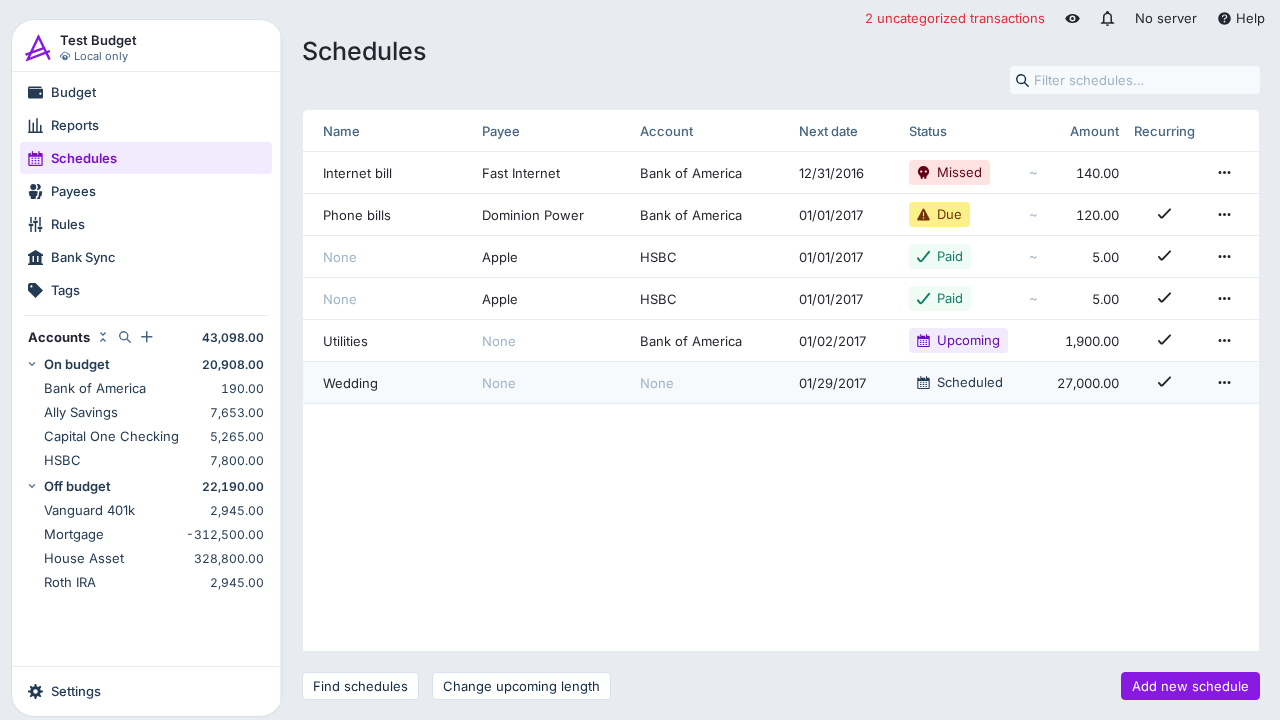 Test Budget
Local only
Budget
Reports
Schedules
Payees
Rules
Bank Sync
Tags
Accounts 43,098.00
On budget 20,908.00
Bank of America 190.00
Ally Savings 7,653.00
Capital One Checking 5,265.00
HSBC 7,800.00
Off budget 22,190.00
Vanguard 401k 2,945.00
Mortgage -312,500.00
House Asset 328,800.00
Roth IRA 2,945.00
Settings
2 uncategorized transactions No server Help
Schedules
Filter schedules...
Name Payee Account Next date Status Amount Recurring
Internet bill Fast Internet Bank of America 12/31/2016 Missed ~ 140.00
Phone bills Dominion Power Bank of America 01/01/2017 Due ~ 120.00
None Apple HSBC 01/01/2017 Paid ~ 5.00
None Apple HSBC 01/01/2017 Paid ~ 5.00
Utilities None Bank of America 01/02/2017 Upcoming 1,900.00
Wedding None None 01/29/2017 Scheduled 27,000.00
Find schedules Change upcoming length Add new schedule